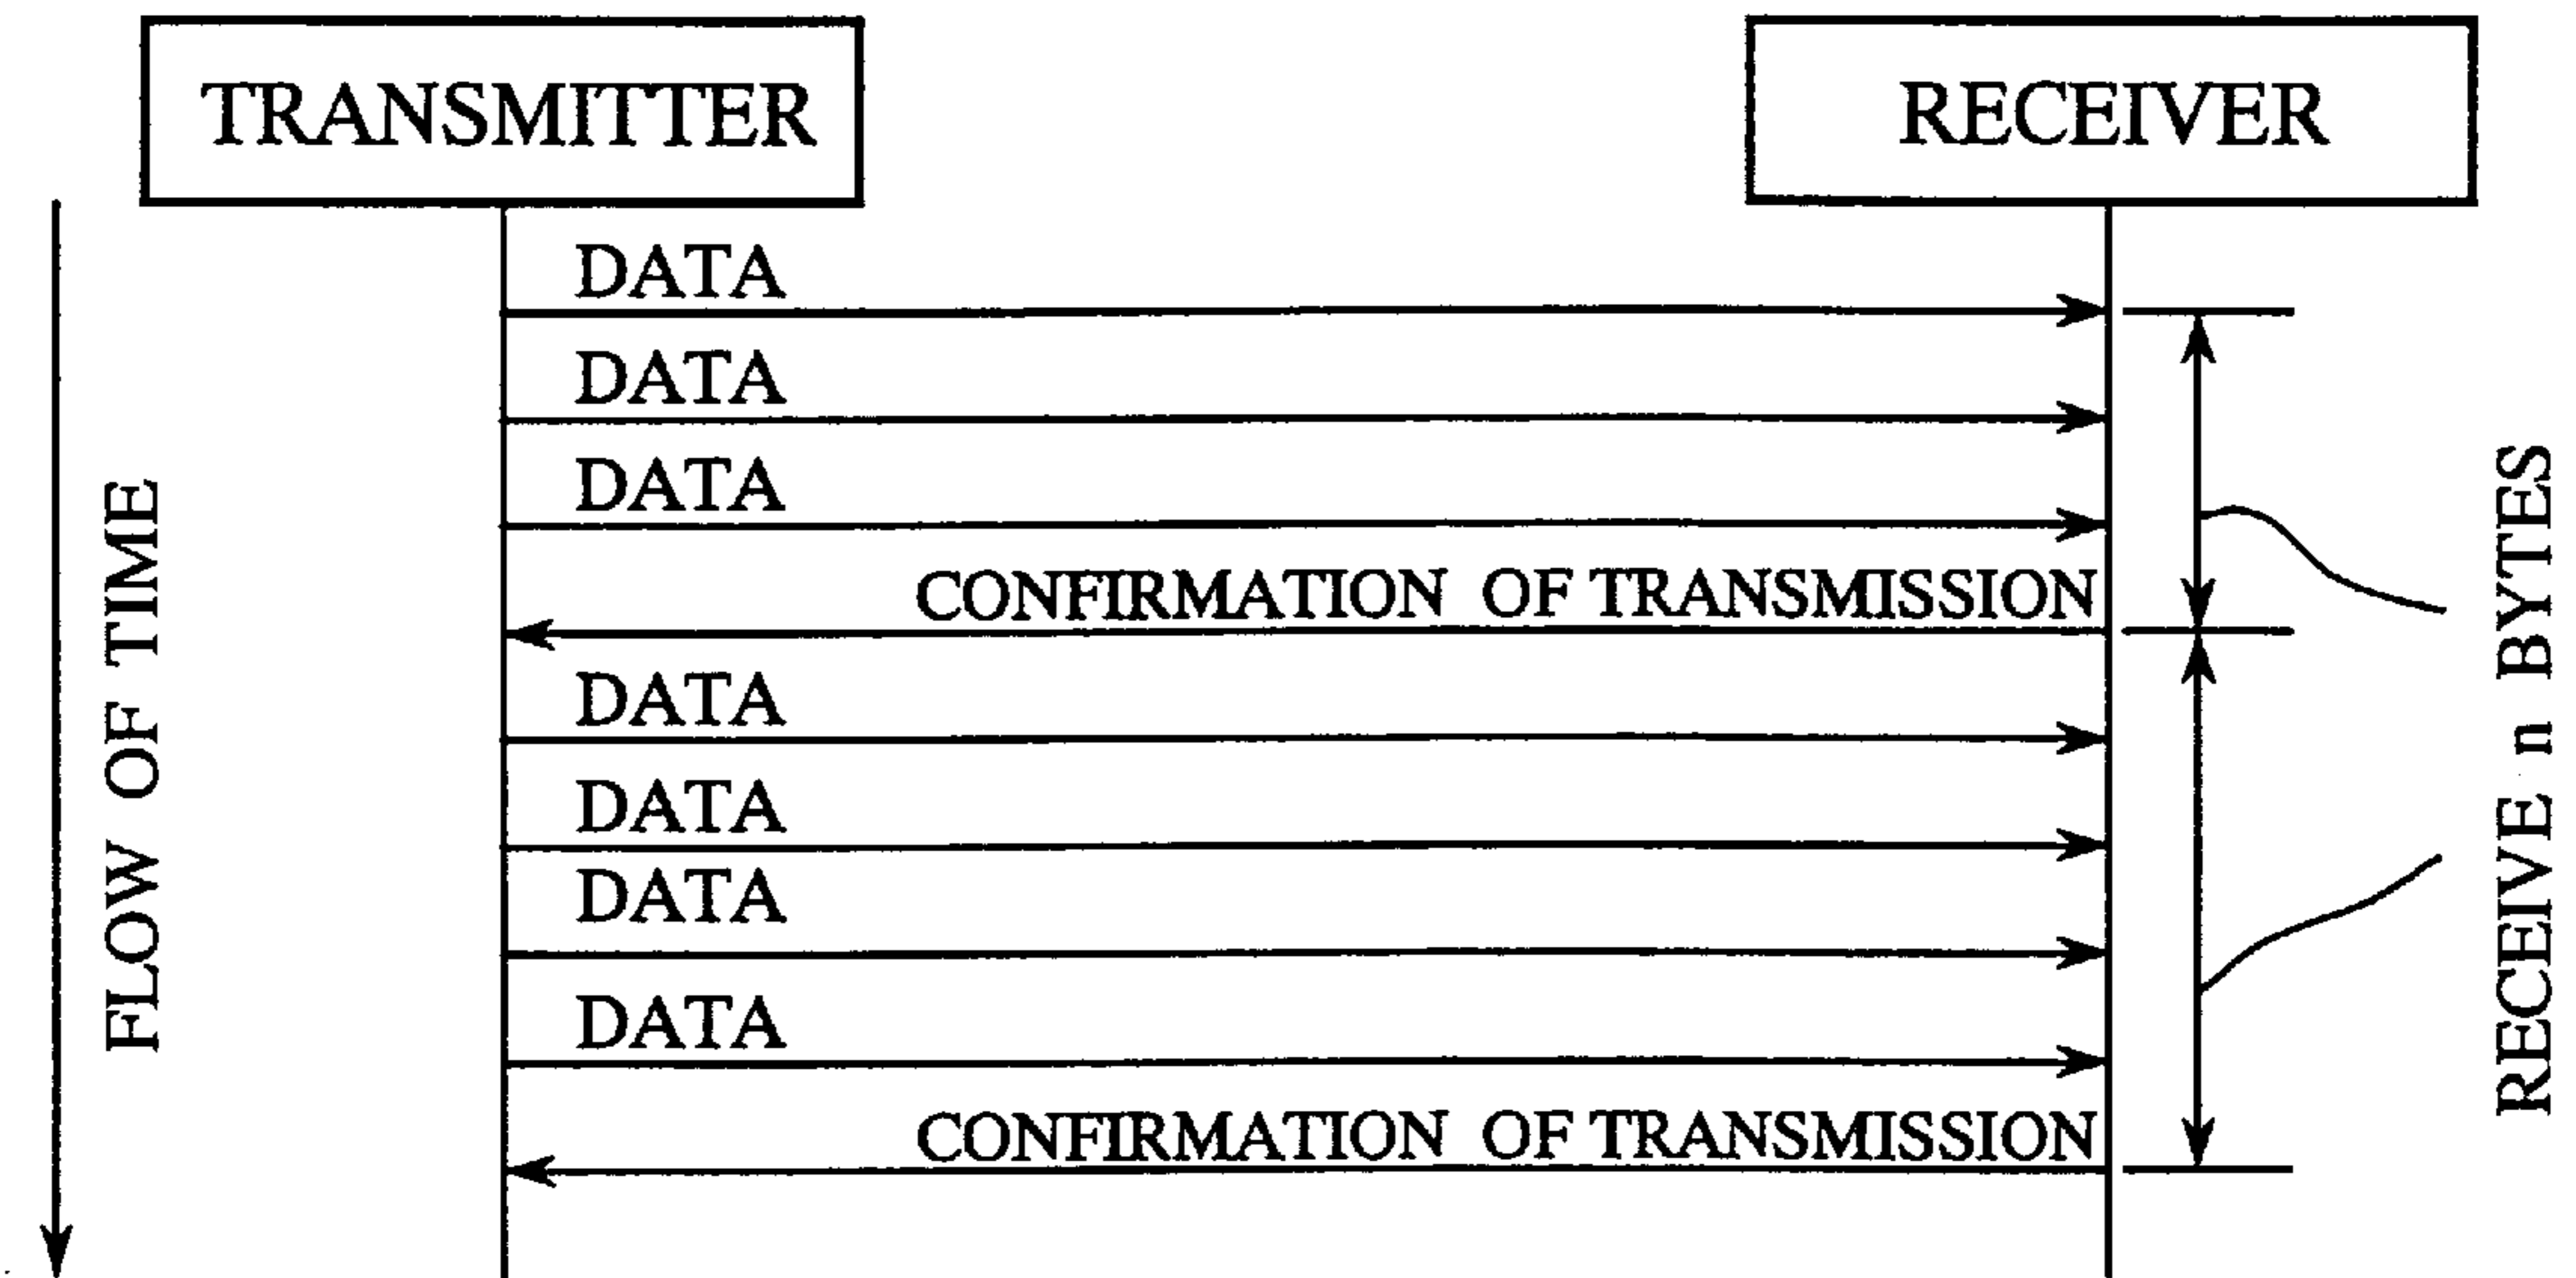 TRANSMITTER
RECEIVER
DATA
DATA
DATA
CONFIRMATION OF TRANSMISSION
DATA
DATA
DATA
DATA
CONFIRMATION OF TRANSMISSION
FLOW OF TIME
RECEIVE n BYTES